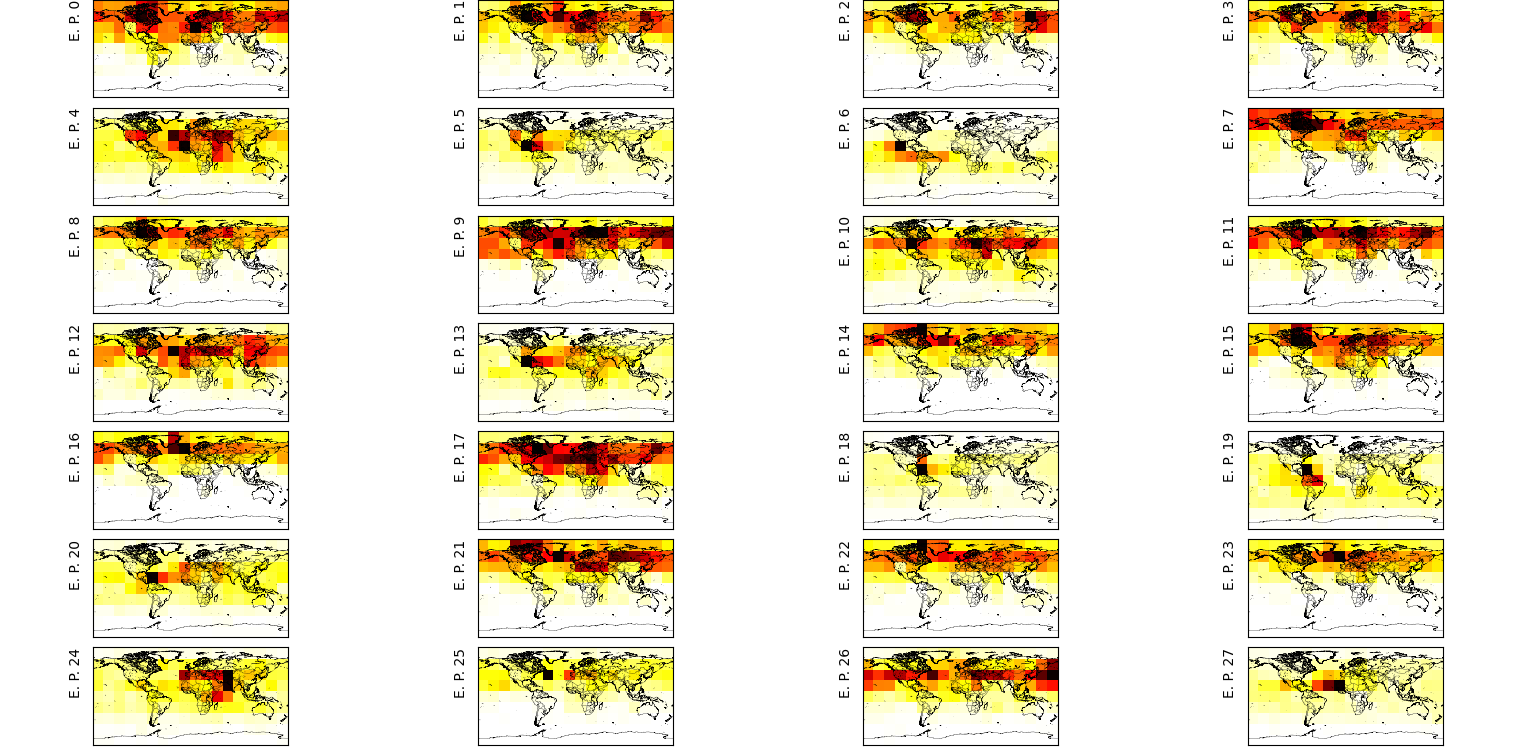 E. P. 0
E. P. 1
E. P. 2
E. P. 3
E. P. 4
E. P. 5
E. P. 6
E. P. 7
E. P. 8
E. P. 9
E. P. 10
E. P. 11
E. P. 12
E. P. 13
E. P. 14
E. P. 15
E. P. 16
E. P. 17
E. P. 18
E. P. 19
E. P. 20
E. P. 21
E. P. 22
E. P. 23
E. P. 24
E. P. 25
E. P. 26
E. P. 27